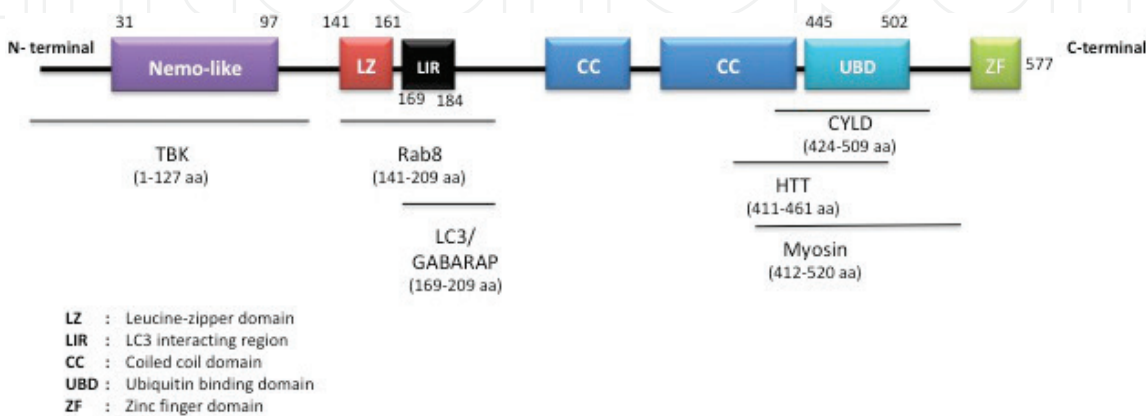 31 97 141 161 445 502
N- terminal C-terminal
Nemo-like LZ LIR CC CC UBD ZF 577
169 184
TBK
(1-127 aa)
Rab8
(141-209 aa)
LC3/
GABARAP
(169-209 aa)
CYLD
(424-509 aa)
HTT
(411-461 aa)
Myosin
(412-520 aa)
LZ : Leucine-zipper domain
LIR : LC3 interacting region
CC : Coiled coil domain
UBD : Ubiquitin binding domain
ZF : Zinc finger domain